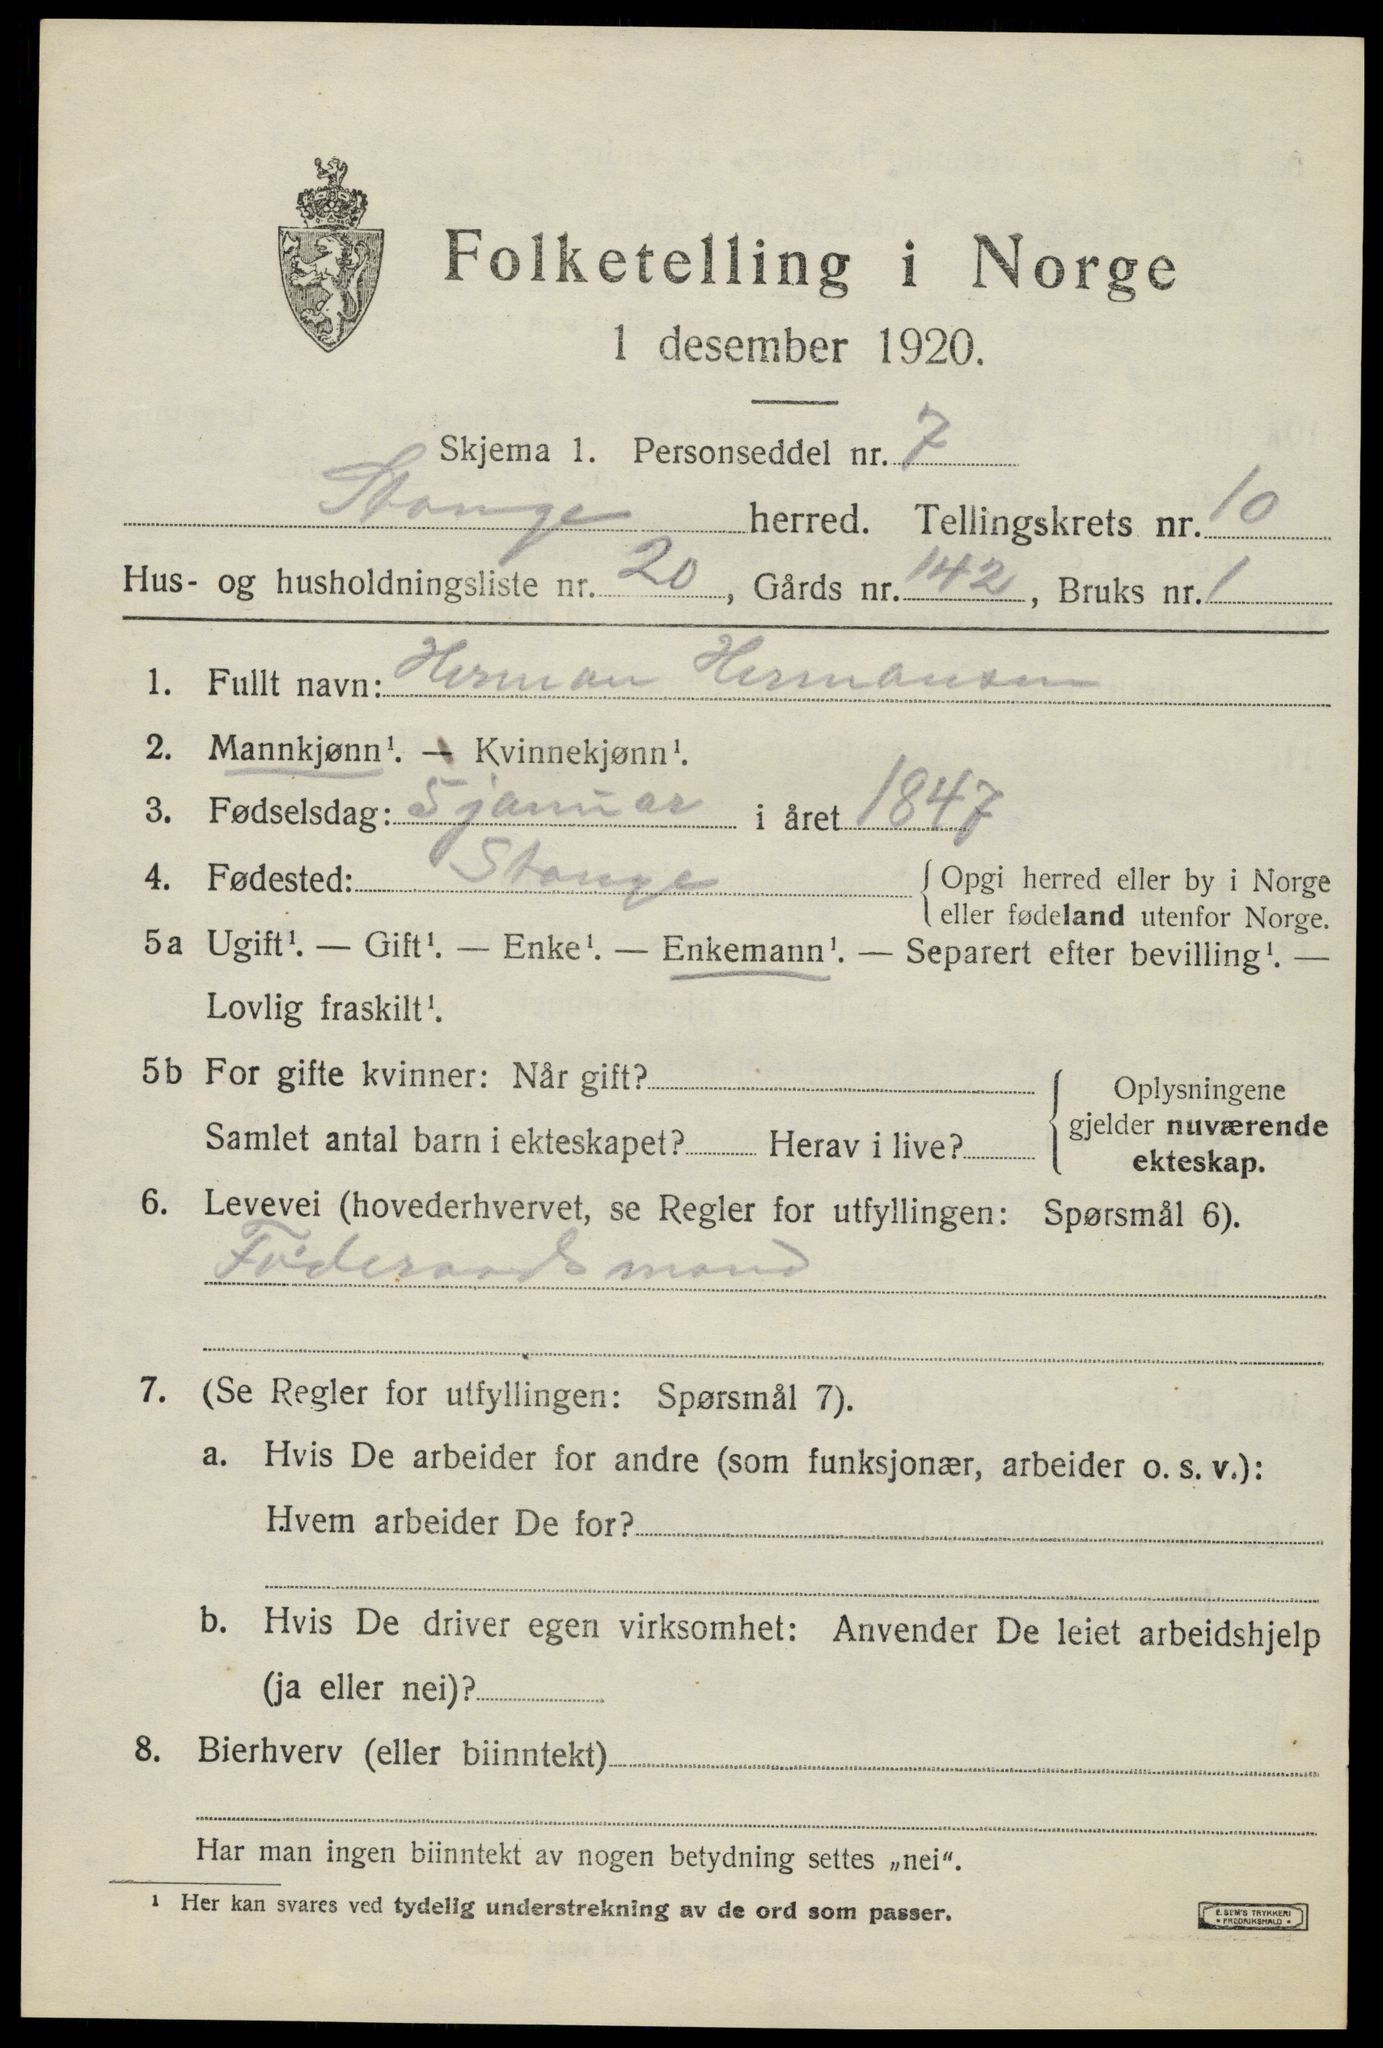 Folketelling i Norge
1 desember 1920.
Skjema 1. Personseddel nr. 7
Stange herred. Tellingskrets nr. 10
Hus- og husholdningsliste nr. 20, Gårds nr. 142, Bruks nr. 1
1. Fullt navn: Herman Hermansen
2. Mannkjønn¹. — Kvinnekjønn¹.
3. Fødselsdag: 5 januar i året 1847
4. Fødested: Stange { Opgi herred eller by i Norge
eller fødeland utenfor Norge.
5a Ugift¹. — Gift¹. — Enke¹. — Enkemann¹. — Separert efter bevilling¹. —
Lovlig fraskilt¹.
5b For gifte kvinner: Når gift? { Oplysningene
gjelder nuværende
Samlet antal barn i ekteskapet? Herav i live?
ekteskap.
6. Levevei (hovederhvervet, se Regler for utfyllingen: Spørsmål 6).
Föderaads mand
7. (Se Regler for utfyllingen: Spørsmål 7).
a. Hvis De arbeider for andre (som funksjonær, arbeider o. s. v.):
Hvem arbeider De for?
b. Hvis De driver egen virksomhet: Anvender De leiet arbeidshjelp
(ja eller nei)?
8. Bierhverv (eller biinntekt)
Har man ingen biinntekt av nogen betydning settes „nei“.
¹ Her kan svares ved tydelig understrekning av de ord som passer.
E. SEM'S TRYKKERI
• FREDRIKSHALD •